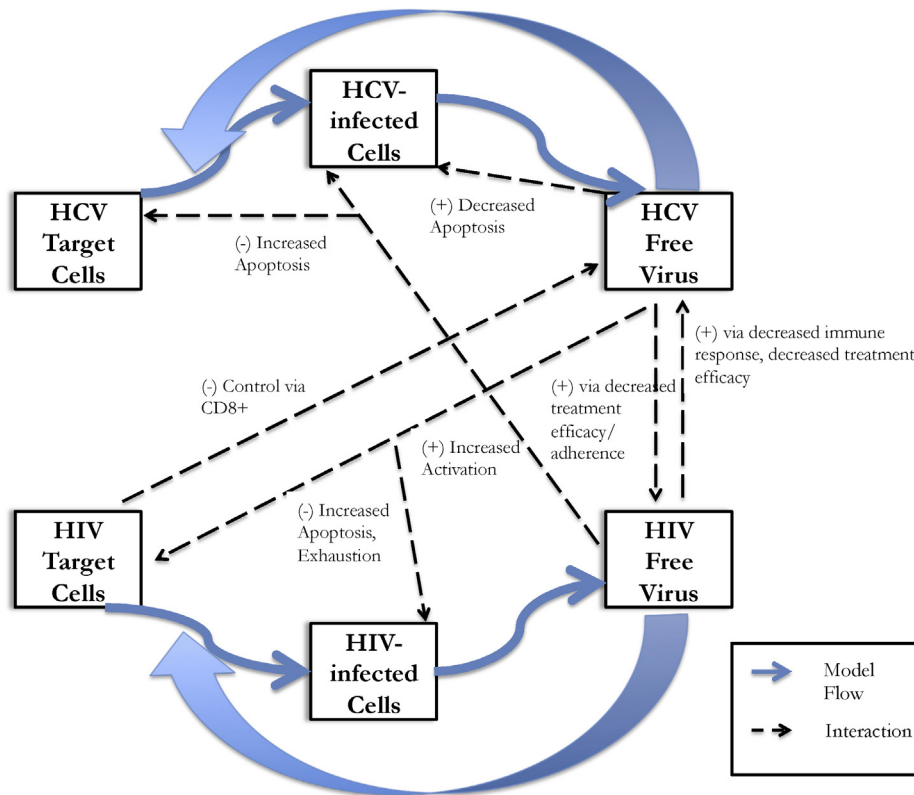 HCV-
infected
Cells
HCV
Target
Cells
(+) Decreased
Apoptosis
HCV
Free
Virus
(-) Increased
Apoptosis
(+) via decreased immune
response, decreased treatment
efficacy
(-) Control via
CD8+
(+) via decreased
treatment
efficacy/
adherence
(+) Increased
Activation
(-) Increased
Apoptosis,
Exhaustion
HIV
Target
Cells
HIV
Free
Virus
HIV-
infected
Cells
Model
Flow
Interaction